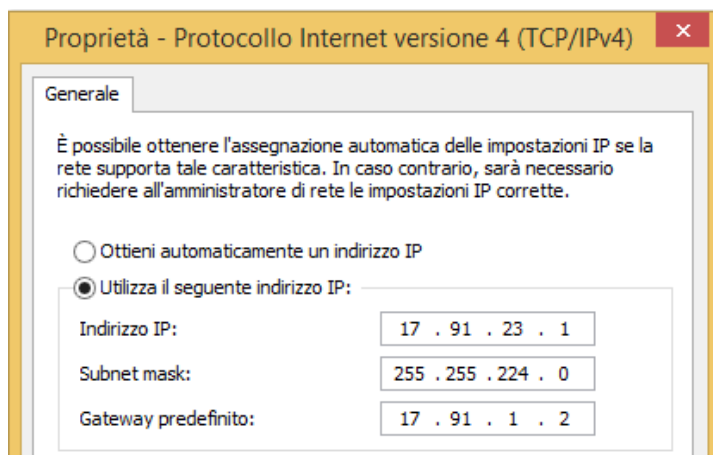 Proprietà - Protocollo Internet versione 4 (TCP/IPv4)
Generale
È possibile ottenere l'assegnazione automatica delle impostazioni IP se la
rete supporta tale caratteristica. In caso contrario, sarà necessario
richiedere all'amministratore di rete le impostazioni IP corrette.
Ottieni automaticamente un indirizzo IP
Utilizza il seguente indirizzo IP:
Indirizzo IP: 17 . 91 . 23 . 1
Subnet mask: 255 . 255 . 224 . 0
Gateway predefinito: 17 . 91 . 1 . 2